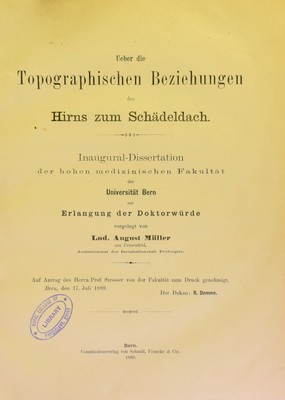 Ueber die
Topographischen Beziehungen
des
Hirns zum Schädeldach.
Inaugural-Dissertation
der hohen medizinischen Fakultät
der
Universität Bern
zur
Erlangung der Doktorwürde
vorgelegt von
Lud. August Müller
Auf Antrag des Herrn Prof Strasser von der Fakultät zum Druck genehmigt.
Bern, den 17. Juli 1889.
Der Dekan: R. Demme.
LIBRARY
Bern.
Commissionsverlag von Schmid, Francke & Cie.
1889.